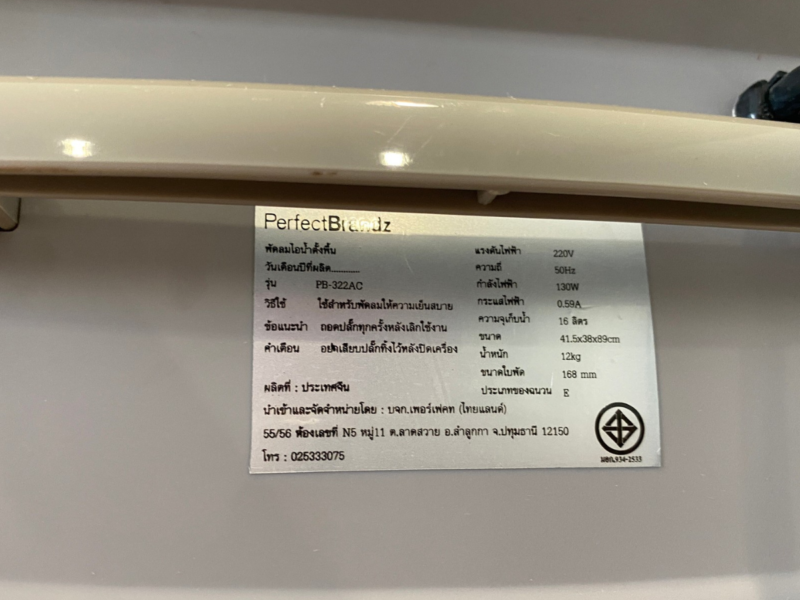 PerfectBrandz
พัดลมไอน้ำตั้งพื้น
วันเดือนปีที่ผลิต
รุ่น PB-322AC
วิธีใช้ ใช้สำหรับพัดลมให้ความเย็นสบาย
ข้อแนะนำ ถอดปลั๊กทุกครั้งหลังเลิกใช้งาน
คำเตือน อย่าเสียบปลั๊กทิ้งไว้หลังปิดเครื่อง
แรงดันไฟฟ้า 220V
ความถี่ 50Hz
กำลังไฟฟ้า 130W
กระแสไฟฟ้า 0.59A
ความจุเก็บน้ำ 16 ลิตร
ขนาด 41.5x38x89cm
น้ำหนัก 12kg
ขนาดใบพัด 168 mm
ประเภทของฉนวน E
ผลิตที่ : ประเทศจีน
นำเข้าและจัดจำหน่ายโดย : บจก.เพอร์เฟคท (ไทยแลนด์)
55/56 ห้องเลขที่ N5 หมู่11 ต.ลาดสวาย อ.ลำลูกกา จ.ปทุมธานี 12150
โทร : 025333075
มอก.934-2533